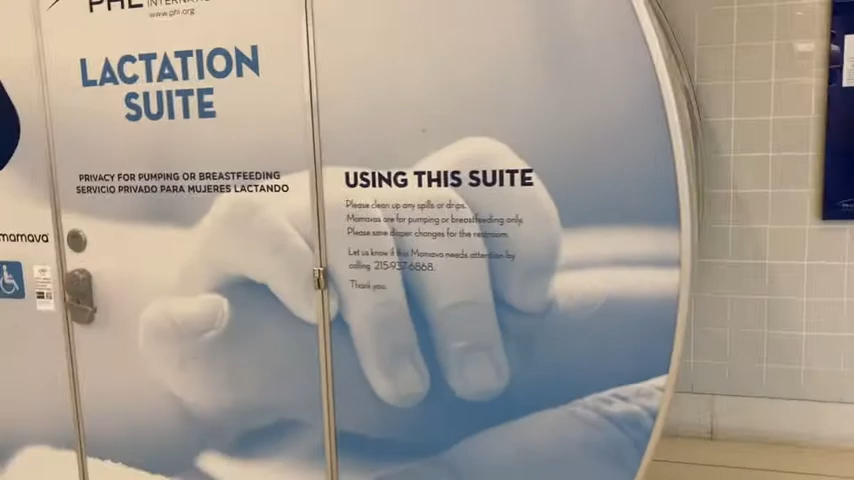 PHL INTERNATI
www.phl.org
LACTATION
SUITE
PRIVACY FOR PUMPING OR BREASTFEEDING
SERVICIO PRIVADO PARA MUJERES LACTANDO
mamava
USING THIS SUITE
Please clean up any spills or drips.
Mamavas are for pumping or breastfeeding only.
Please save diaper changes for the restroom.
Let us know if this Mamava needs attention by
calling 215-937-6868.
Thank you.